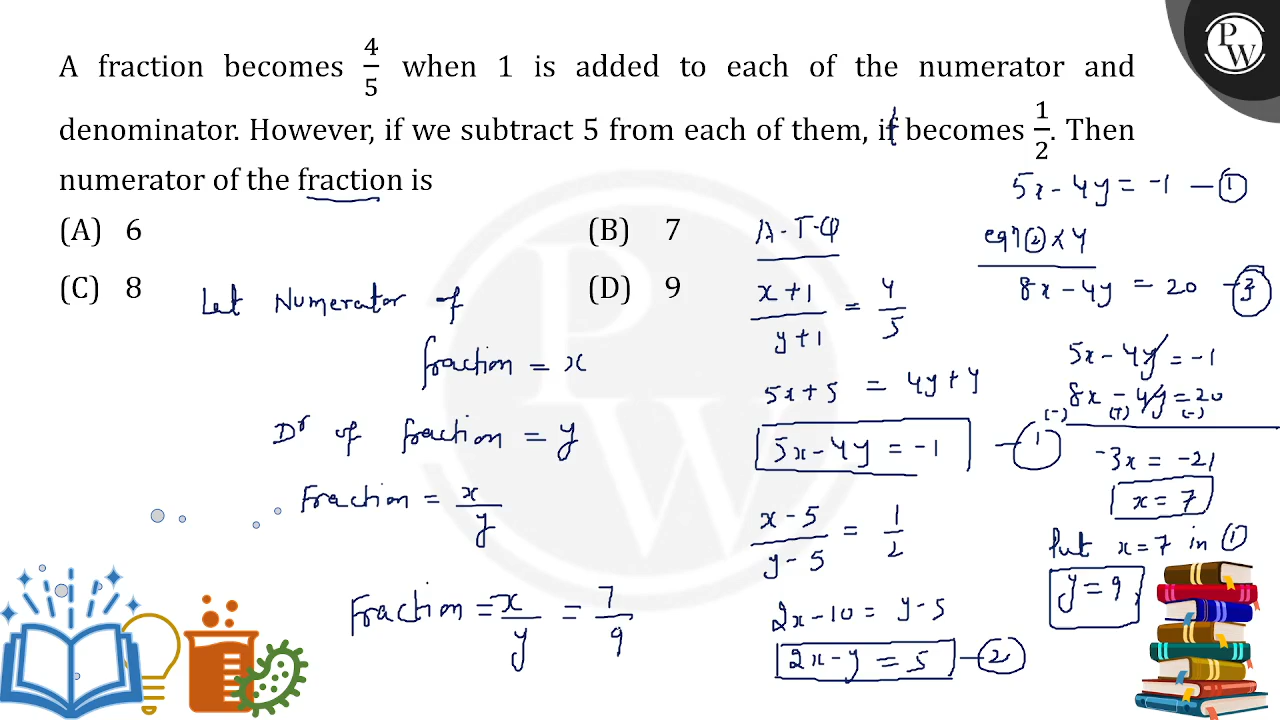 A fraction becomes 4/5 when 1 is added to each of the numerator and
denominator. However, if we subtract 5 from each of them, it becomes 1/2. Then
numerator of the fraction is
(A) 6
(B) 7
(C) 8
(D) 9
Let Numerator of
fraction = x
Dr of fraction = y
Fraction = x/y
Fraction = x/y = 7/9
A-T-Q
x+1/y+1 = 4/5
5x+5 = 4y+4
5x-4y = -1 —①
x-5/y-5 = 1/2
2x-10 = y-5
2x-y = 5 —②
5x-4y = -1 —①
eqn② x 4
8x-4y = 20 —③
5x-4y = -1
8x-4y = 20
(-) (+) (-)
-3x = -21
x = 7
Put x=7 in ①
y = 9
PW
PW